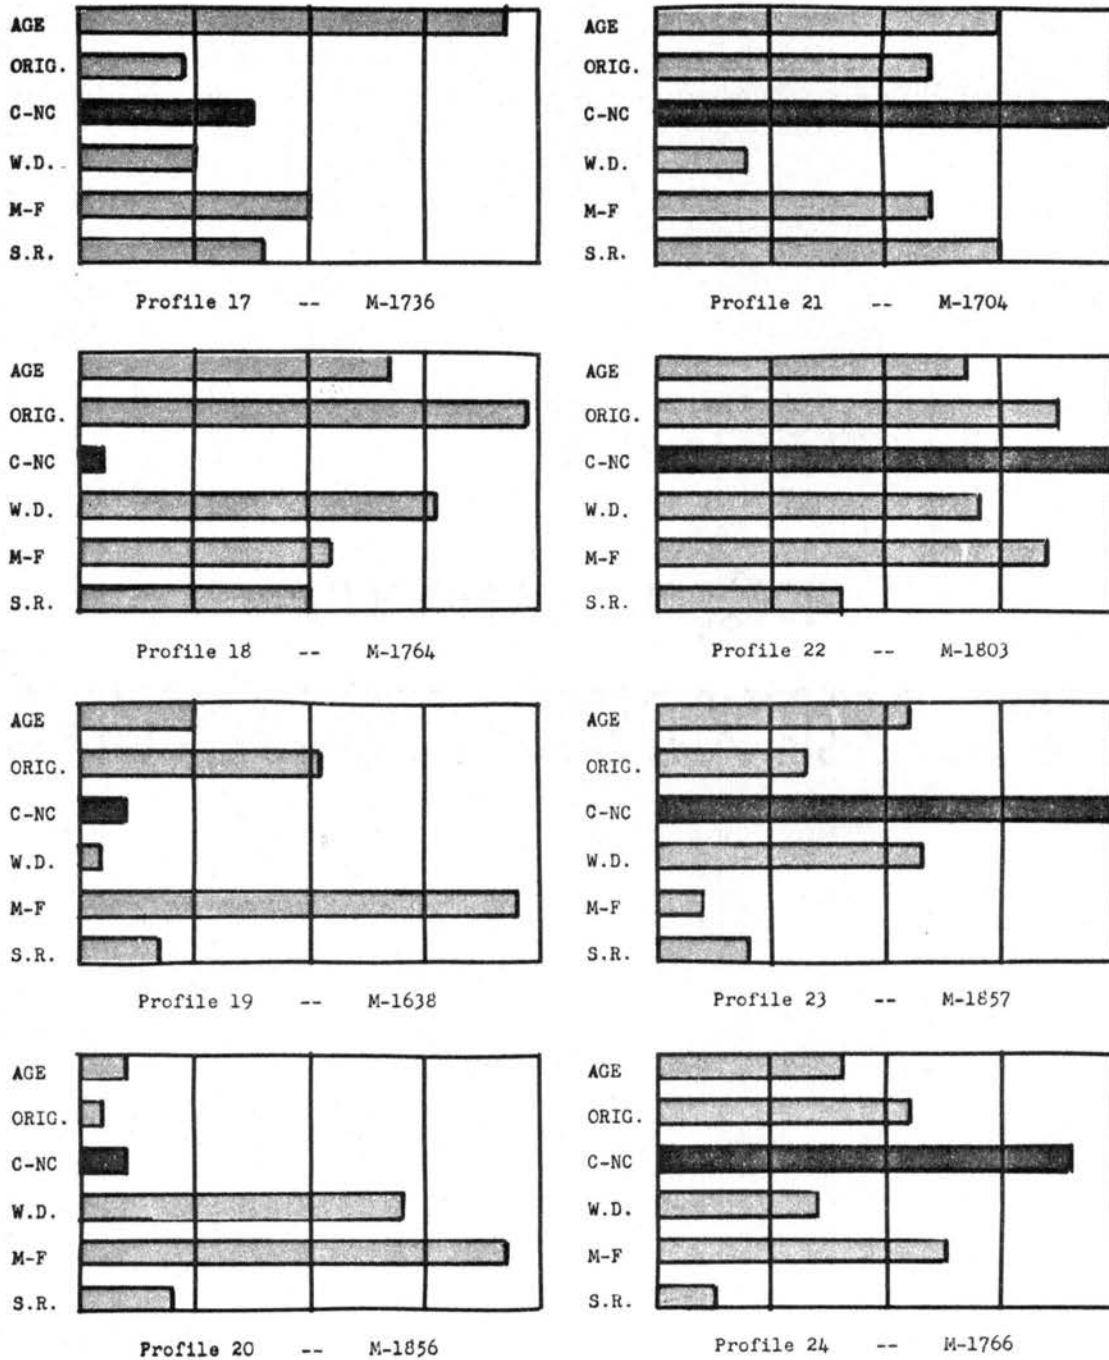 AGE
ORIG.
C-NC
W.D.
M-F
S.R.
Profile 17 -- M-1736
AGE
ORIG.
C-NC
W.D.
M-F
S.R.
Profile 21 -- M-1704
AGE
ORIG.
C-NC
W.D.
M-F
S.R.
Profile 18 -- M-1764
AGE
ORIG.
C-NC
W.D.
M-F
S.R.
Profile 22 -- M-1803
AGE
ORIG.
C-NC
W.D.
M-F
S.R.
Profile 19 -- M-1638
AGE
ORIG.
C-NC
W.D.
M-F
S.R.
Profile 23 -- M-1857
AGE
ORIG.
C-NC
W.D.
M-F
S.R.
Profile 20 -- M-1856
AGE
ORIG.
C-NC
W.D.
M-F
S.R.
Profile 24 -- M-1766